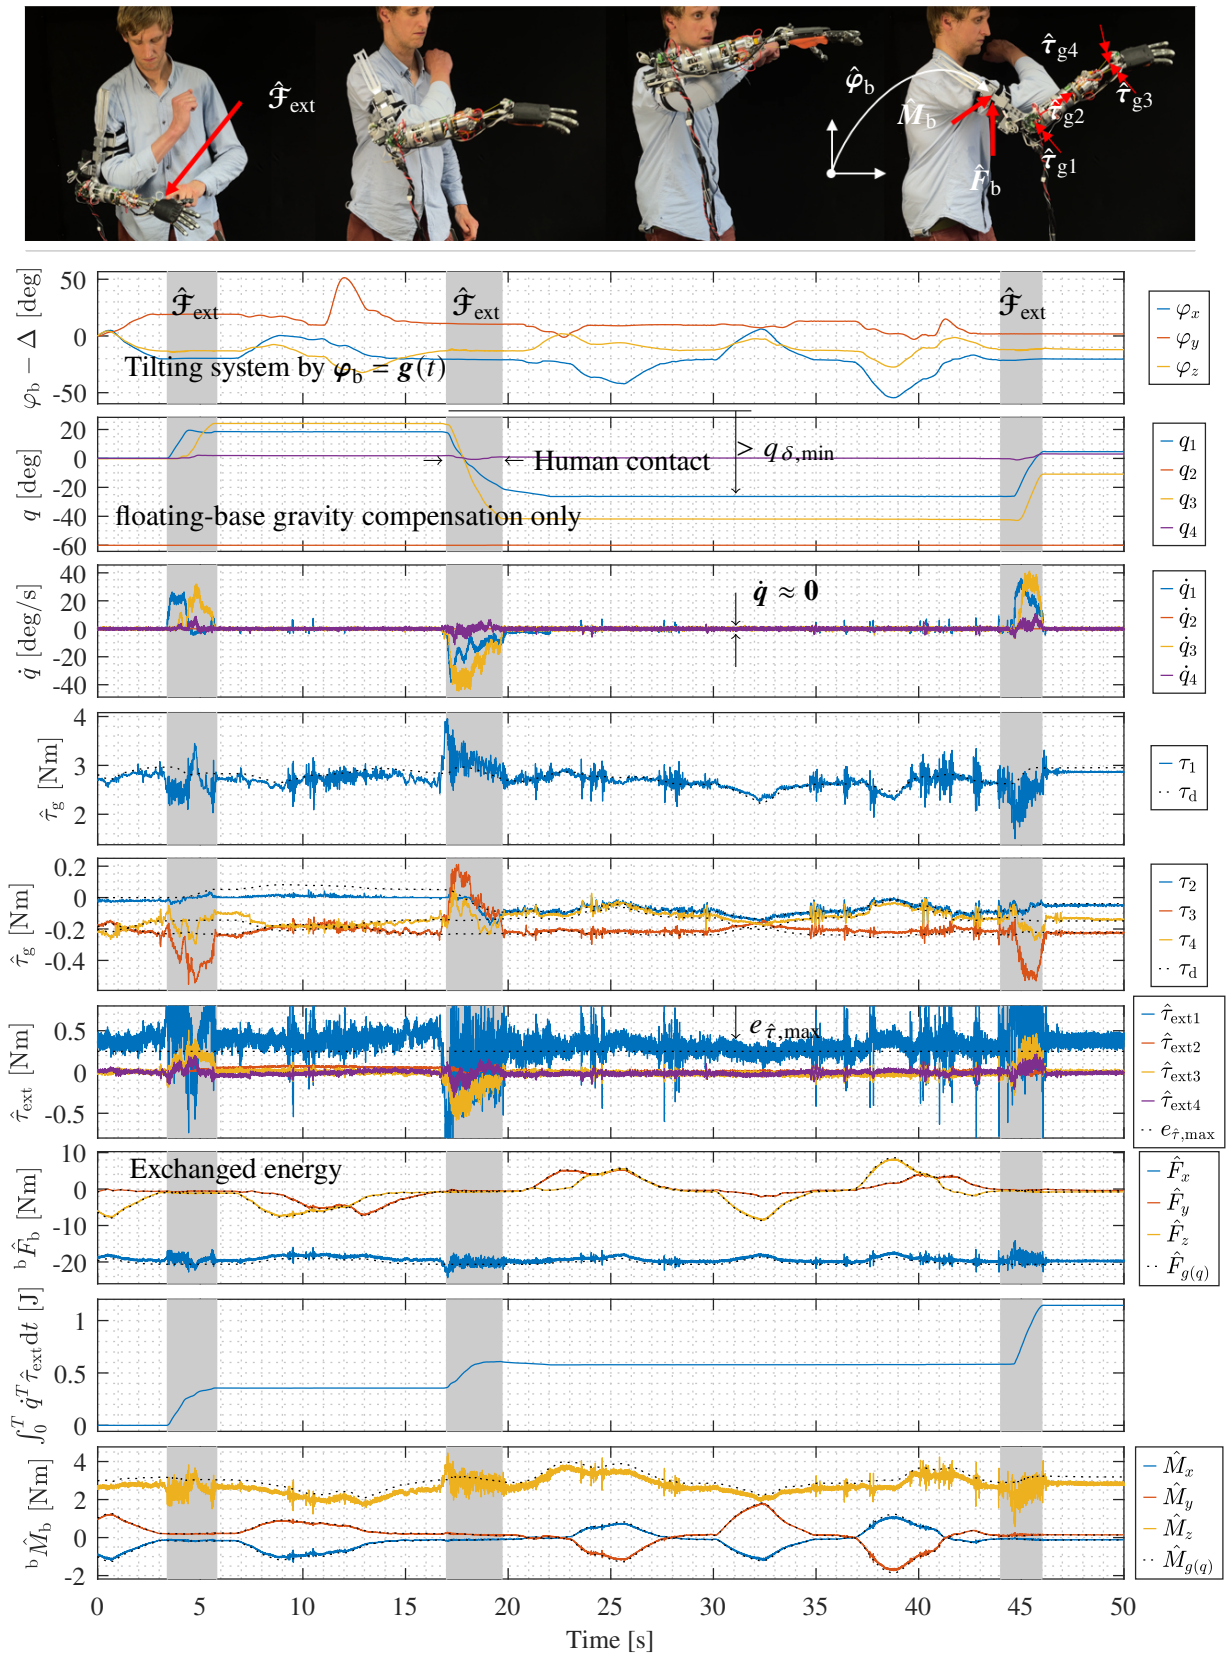 𝓕̂ext
φ̂b
M̂b
F̂b
τ̂g4
τ̂g3
τ̂g2
τ̂g1
φb − Δ [deg]
50
0
-50
𝓕̂ext
𝓕̂ext
𝓕̂ext
Tilting system by φb = g(t)
φx
φy
φz
q [deg]
20
0
-20
-40
-60
→ ← Human contact
> qδ,min
floating-base gravity compensation only
q1
q2
q3
q4
q̇ [deg/s]
40
20
0
-20
-40
q̇ ≈ 0
q̇1
q̇2
q̇3
q̇4
τ̂g [Nm]
4
3
2
τ1
τd
τ̂g [Nm]
0.2
0
-0.2
-0.4
τ2
τ3
τ4
τd
τ̂ext [Nm]
0.5
0
-0.5
eτ̂,max
τ̂ext1
τ̂ext2
τ̂ext3
τ̂ext4
eτ̂,max
bF̂b [Nm]
10
0
-10
-20
Exchanged energy
F̂x
F̂y
F̂z
F̂g(q)
∫0T q̇T τ̂ext dt [J]
1
0.5
0
bM̂b [Nm]
4
2
0
-2
M̂x
M̂y
M̂z
M̂g(q)
0 5 10 15 20 25 30 35 40 45 50
Time [s]